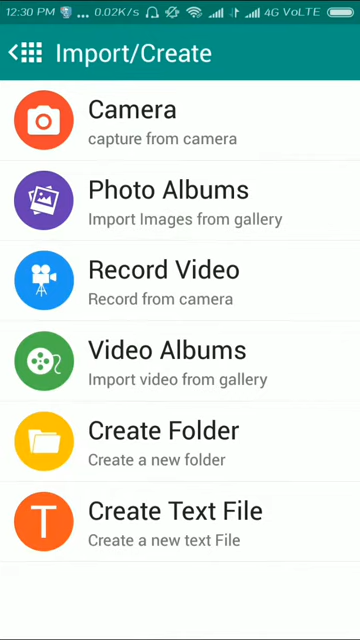 12:30 PM ... 0.02K/s 4G VoLTE
Import/Create
Camera
capture from camera
Photo Albums
Import Images from gallery
Record Video
Record from camera
Video Albums
Import video from gallery
Create Folder
Create a new folder
T
Create Text File
Create a new text File